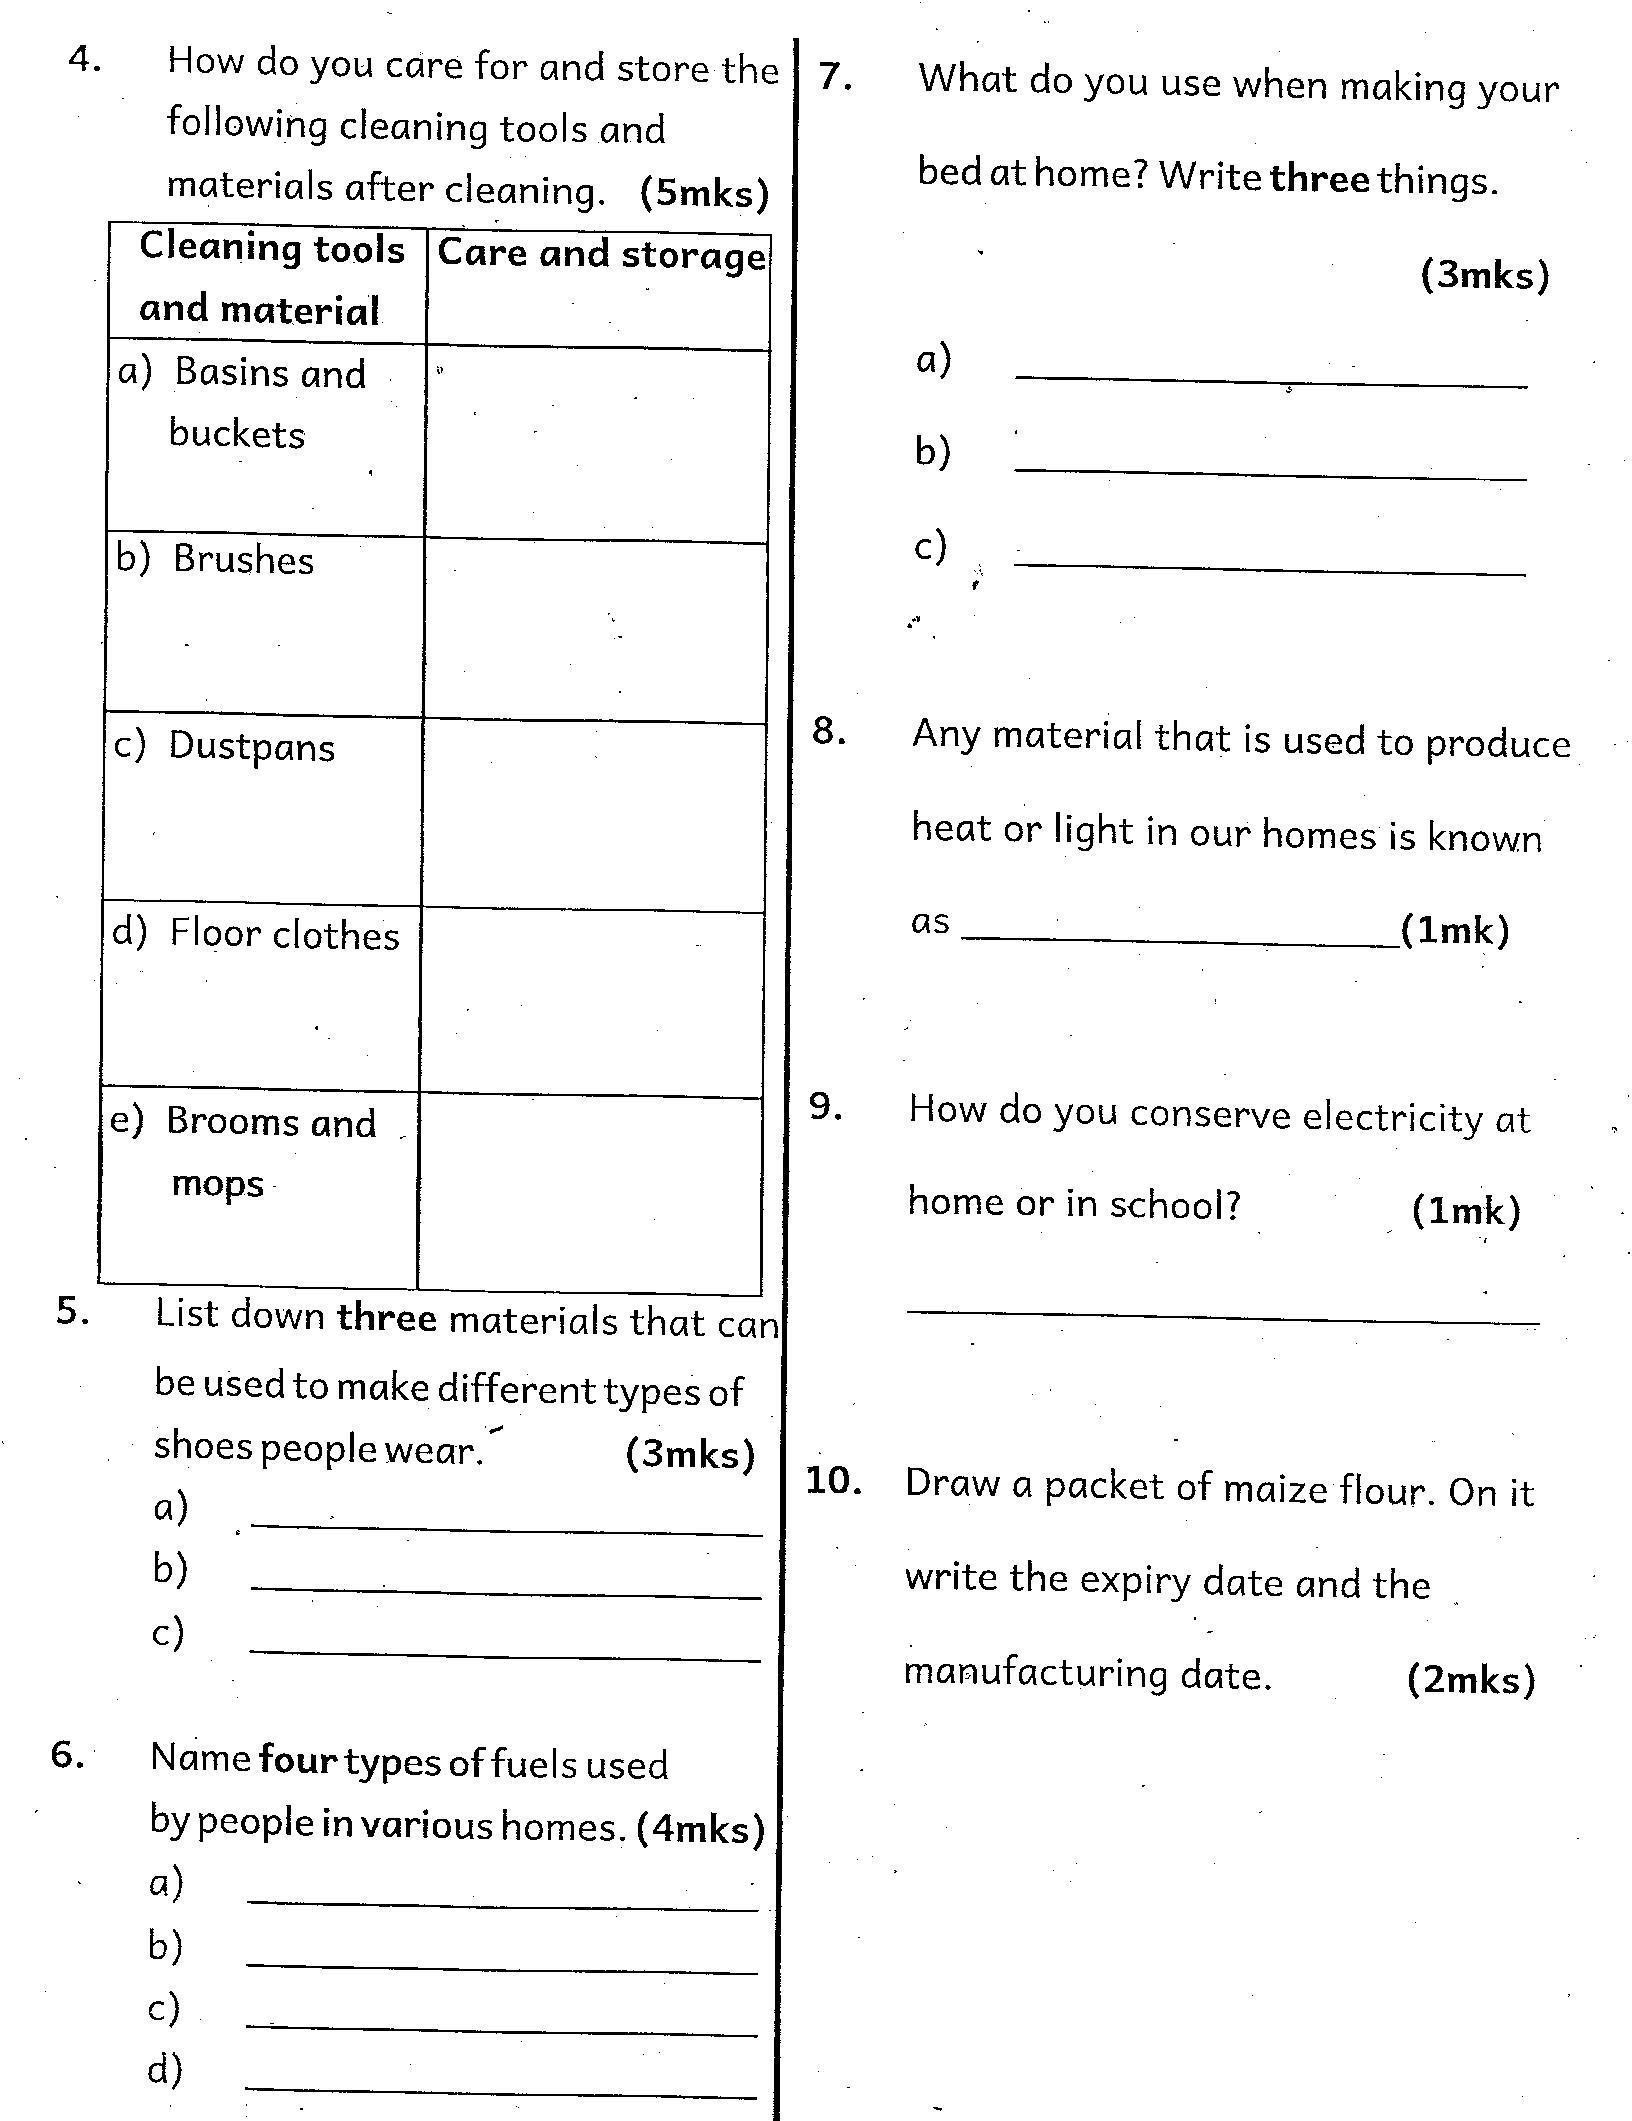 4. How do you care for and store the
following cleaning tools and
materials after cleaning. (5mks)
Cleaning tools
and material
Care and storage
a) Basins and
buckets
b) Brushes
c) Dustpans
d) Floor clothes
e) Brooms and
mops
5. List down three materials that can
be used to make different types of
shoes people wear. (3mks)
a)
b)
c)
6. Name four types of fuels used
by people in various homes. (4mks)
a)
b)
c)
d)
7. What do you use when making your
bed at home? Write three things.
(3mks)
a)
b)
c)
8. Any material that is used to produce
heat or light in our homes is known
as ____________________(1mk)
9. How do you conserve electricity at
home or in school? (1mk)
10. Draw a packet of maize flour. On it
write the expiry date and the
manufacturing date. (2mks)